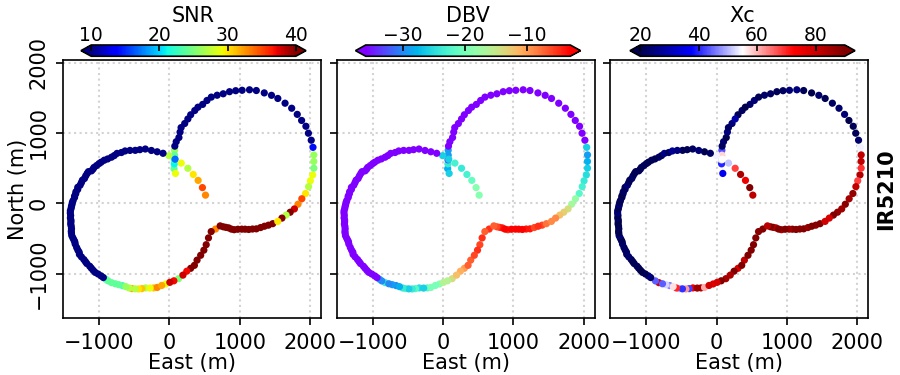 SNR DBV Xc
10 20 30 40 −30 −20 −10 20 40 60 80
2000
1000
0
−1000
North (m)
IR5210
−1000 0 1000 2000 −1000 0 1000 2000 −1000 0 1000 2000
East (m) East (m) East (m)